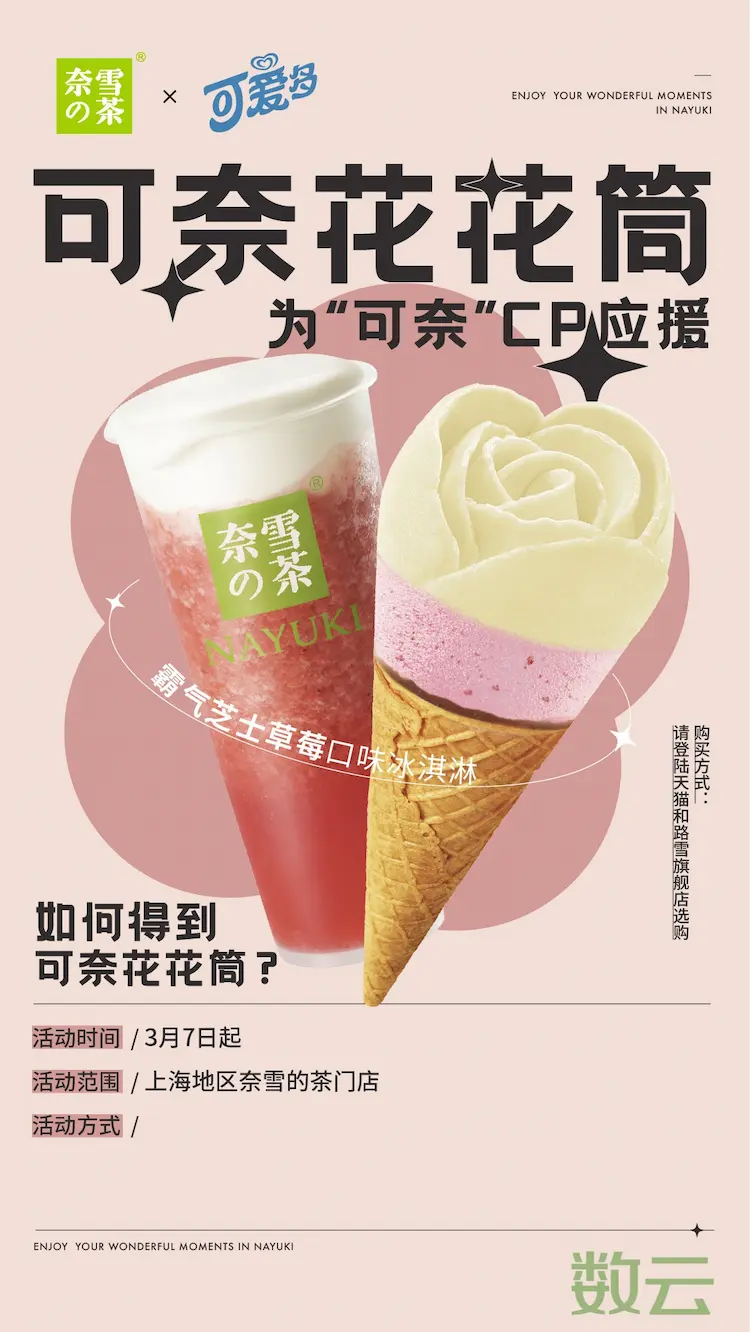 奈雪の茶
®
×
可爱多
ENJOY YOUR WONDERFUL MOMENTS
IN NAYUKI
可奈花花筒
为“可奈”CP应援
®
奈雪の茶
NAYUKI
霸气芝士草莓口味冰淇淋
购买方式：
请登陆天猫和路雪旗舰店选购
如何得到
可奈花花筒？
活动时间 / 3月7日起
活动范围 / 上海地区奈雪的茶门店
活动方式 /
ENJOY YOUR WONDERFUL MOMENTS IN NAYUKI
数云